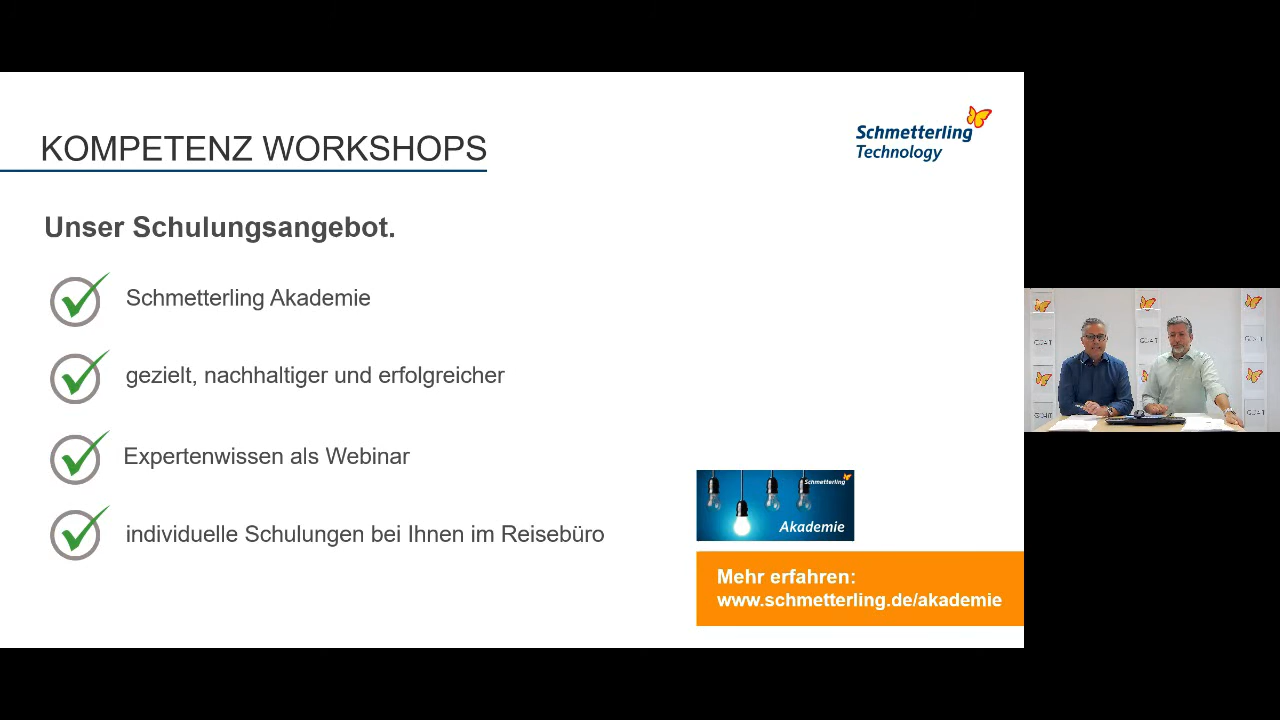 KOMPETENZ WORKSHOPS
Schmetterling
Technology
Unser Schulungsangebot.
Schmetterling Akademie
gezielt, nachhaltiger und erfolgreicher
Expertenwissen als Webinar
individuelle Schulungen bei Ihnen im Reisebüro
Schmetterling
Akademie
Mehr erfahren:
www.schmetterling.de/akademie